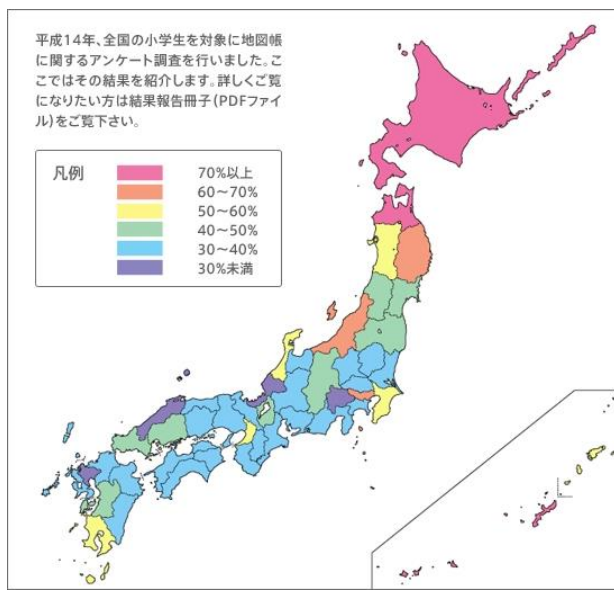 平成14年、全国の小学生を対象に地図帳
に関するアンケート調査を行いました。こ
こではその結果を紹介します。詳しくご覧
になりたい方は結果報告冊子(PDFファイ
ル)をご覧下さい。
凡例
70%以上
60〜70%
50〜60%
40〜50%
30〜40%
30%未満